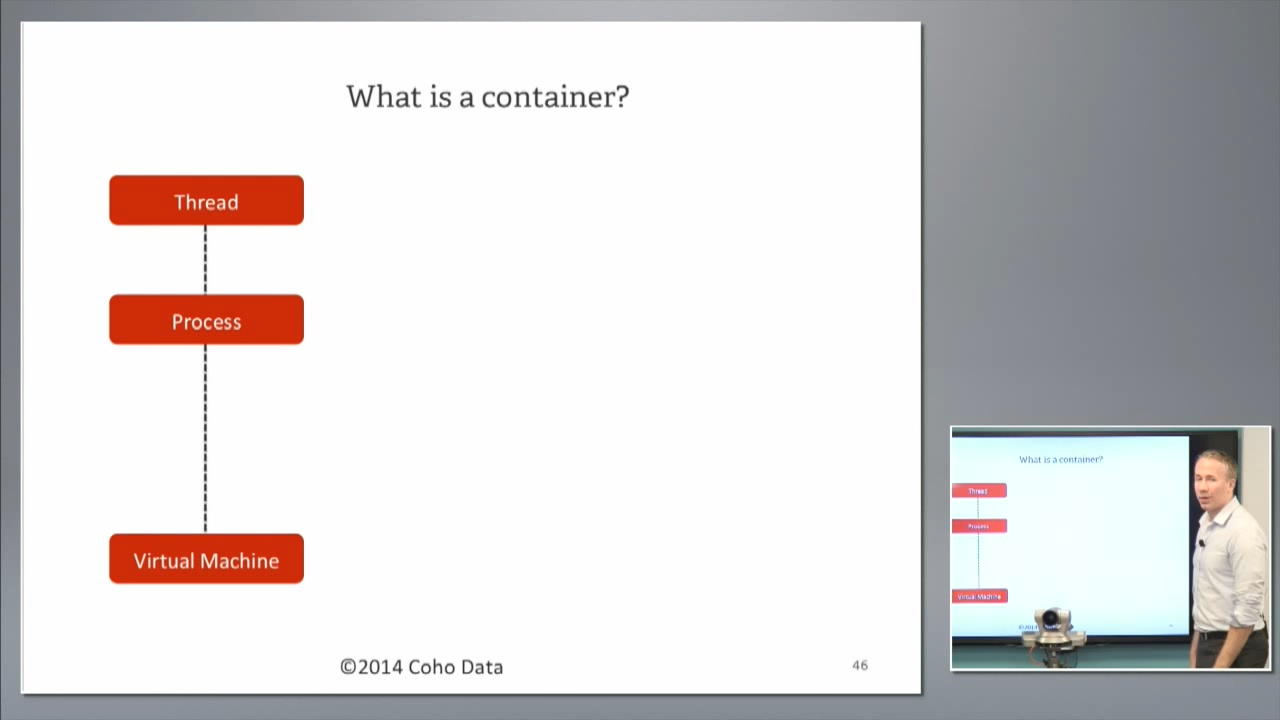 What is a container?
Thread
Process
Virtual Machine
©2014 Coho Data
46
What is a container?
Thread
Process
Virtual Machine